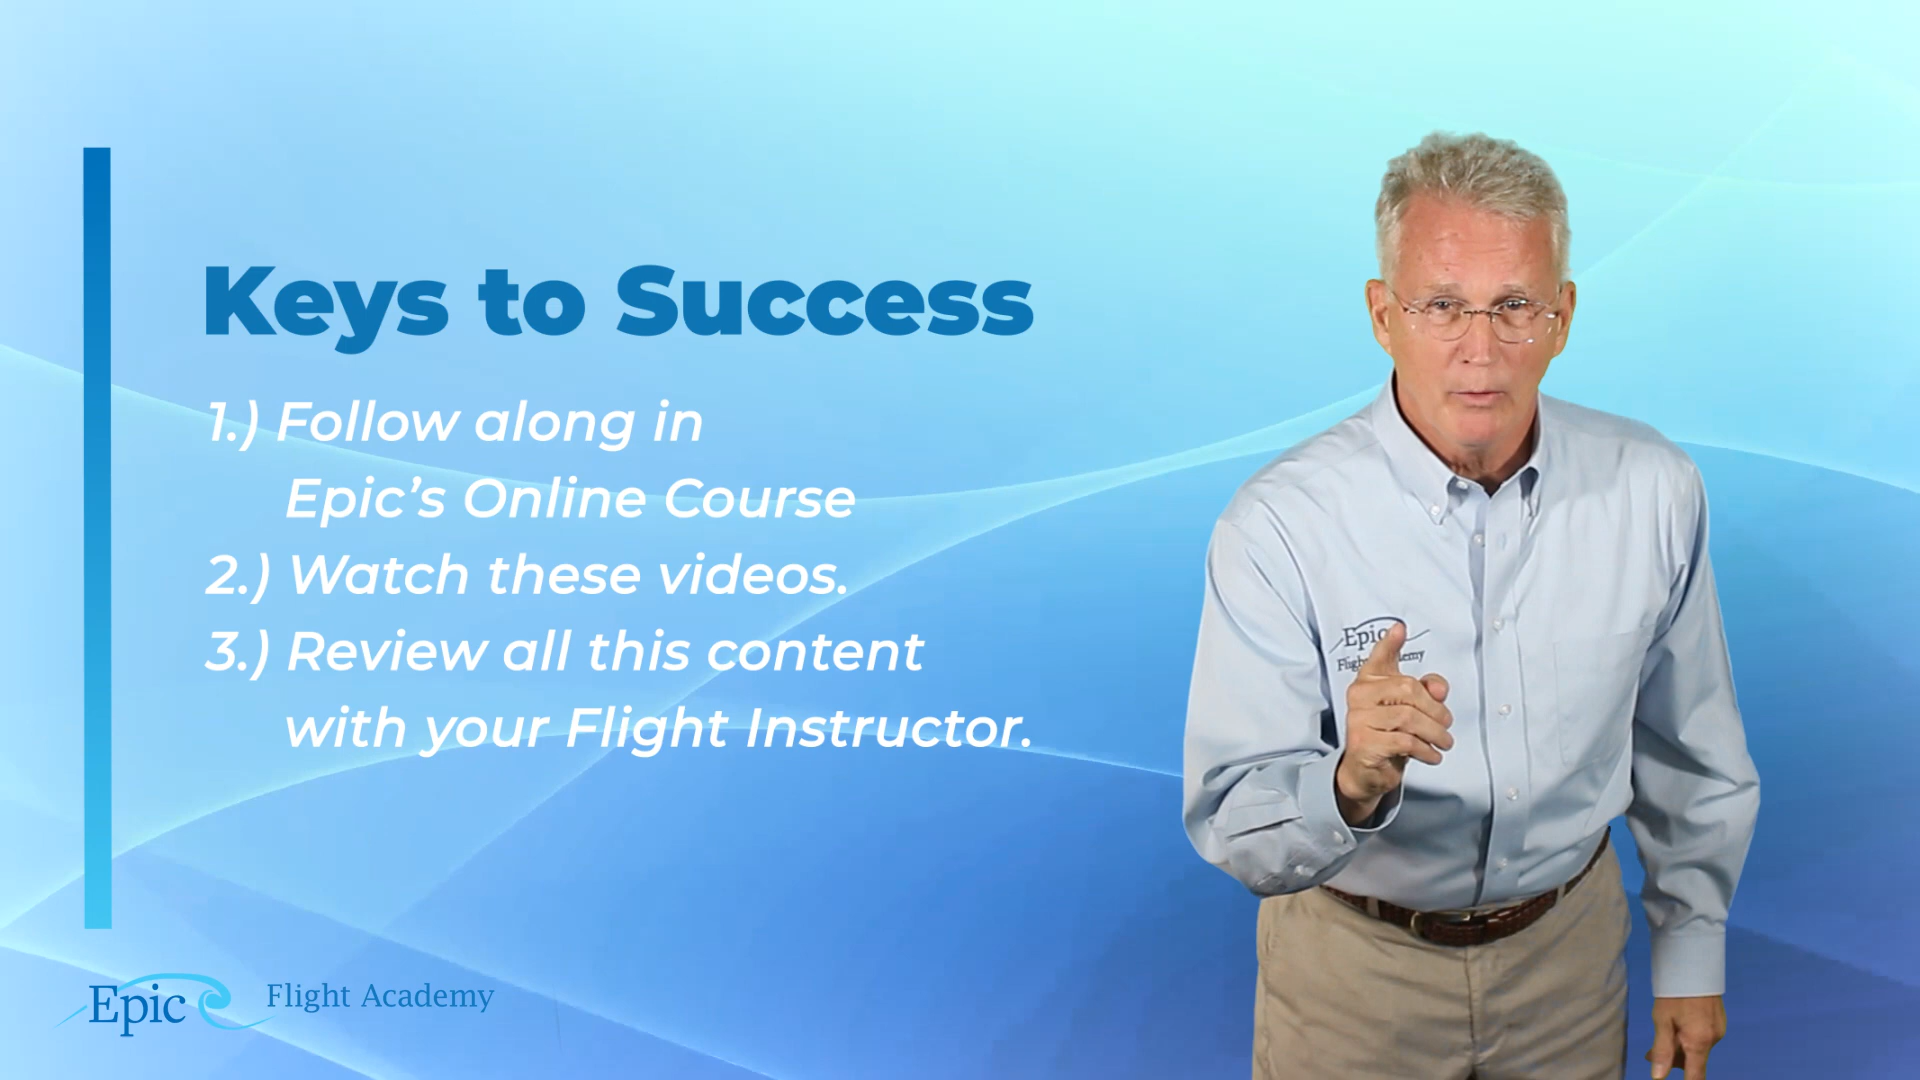 Keys to Success
1.) Follow along in
Epic’s Online Course
2.) Watch these videos.
3.) Review all this content
with your Flight Instructor.
Epic
Flight Academy
Epic